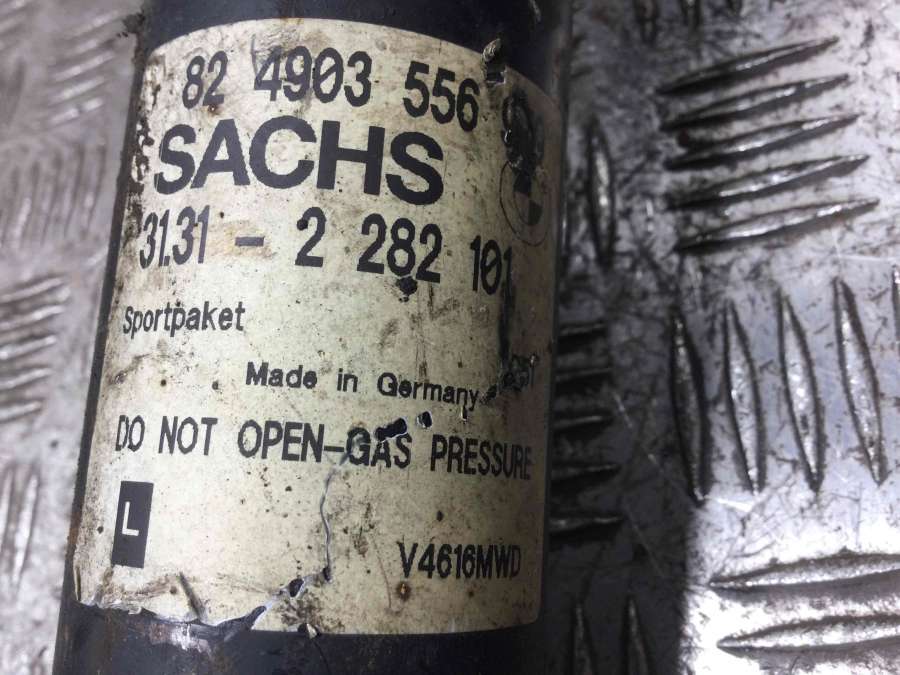 82 4903 556
SACHS
31.31 - 2 282 101
Sportpaket
Made in Germany
DO NOT OPEN-GAS PRESSURE
L
V4616MWD